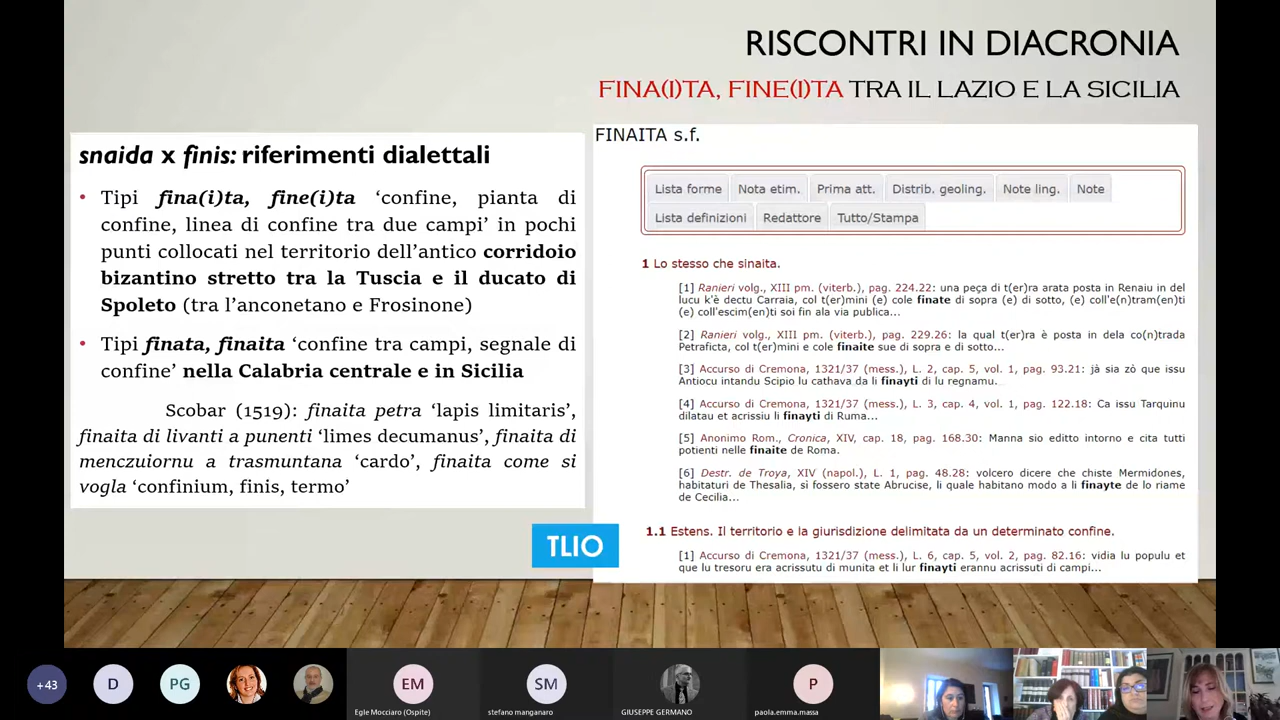 RISCONTRI IN DIACRONIA
FINA(I)TA, FINE(I)TA TRA IL LAZIO E LA SICILIA
snaida x finis: riferimenti dialettali
• Tipi fina(i)ta, fine(i)ta ‘confine, pianta di
confine, linea di confine tra due campi’ in pochi
punti collocati nel territorio dell’antico corridoio
bizantino stretto tra la Tuscia e il ducato di
Spoleto (tra l’anconetano e Frosinone)
• Tipi finata, finaita ‘confine tra campi, segnale di
confine’ nella Calabria centrale e in Sicilia
Scobar (1519): finaita petra ‘lapis limitaris’,
finaita di livanti a punenti ‘limes decumanus’, finaita di
menczuiornu a trasmuntana ‘cardo’, finaita come si
vogla ‘confinium, finis, termo’
FINAITA s.f.
Lista forme Nota etim. Prima att. Distrib. geoling. Note ling. Note
Lista definizioni Redattore Tutto/Stampa
1 Lo stesso che sinaita.
[1] Ranieri volg., XIII pm. (viterb.), pag. 224.22: una peça di t(er)ra arata posta in Renaiu in del
lucu k'è dectu Carraia, col t(er)mini (e) cole finate di sopra (e) di sotto, (e) coll'e(n)tram(en)ti
(e) coll'escim(en)ti soi fin ala via publica...
[2] Ranieri volg., XIII pm. (viterb.), pag. 229.26: la qual t(er)ra è posta in dela co(n)trada
Petraficta, col t(er)mini e cole finaite sue di sopra e di sotto...
[3] Accurso di Cremona, 1321/37 (mess.), L. 2, cap. 5, vol. 1, pag. 93.21: jà sia zò que issu
Antiocu intandu Scipio lu cathava da li finayti di lu regnamu.
[4] Accurso di Cremona, 1321/37 (mess.), L. 3, cap. 4, vol. 1, pag. 122.18: Ca issu Tarquinu
dilatau et acrissiu li finayti di Ruma...
[5] Anonimo Rom., Cronica, XIV, cap. 18, pag. 168.30: Manna sio editto intorno e cita tutti
potienti nelle finaite de Roma.
[6] Destr. de Troya, XIV (napol.), L. 1, pag. 48.28: volcero dicere che chiste Mermidones,
habitaturi de Thesalia, sì fossero state Abrucise, li quale habitano modo a li finayte de lo riame
de Cecilia...
1.1 Estens. Il territorio e la giurisdizione delimitata da un determinato confine.
[1] Accurso di Cremona, 1321/37 (mess.), L. 6, cap. 5, vol. 2, pag. 82.16: vidia lu populu et
que lu tresoru era acrissutu di munita et li lur finayti erannu acrissuti di campi...
TLIO
+43 D PG EM SM P
Egle Mocciaro (Ospite) stefano manganaro GIUSEPPE GERMANO paola.emma.massa